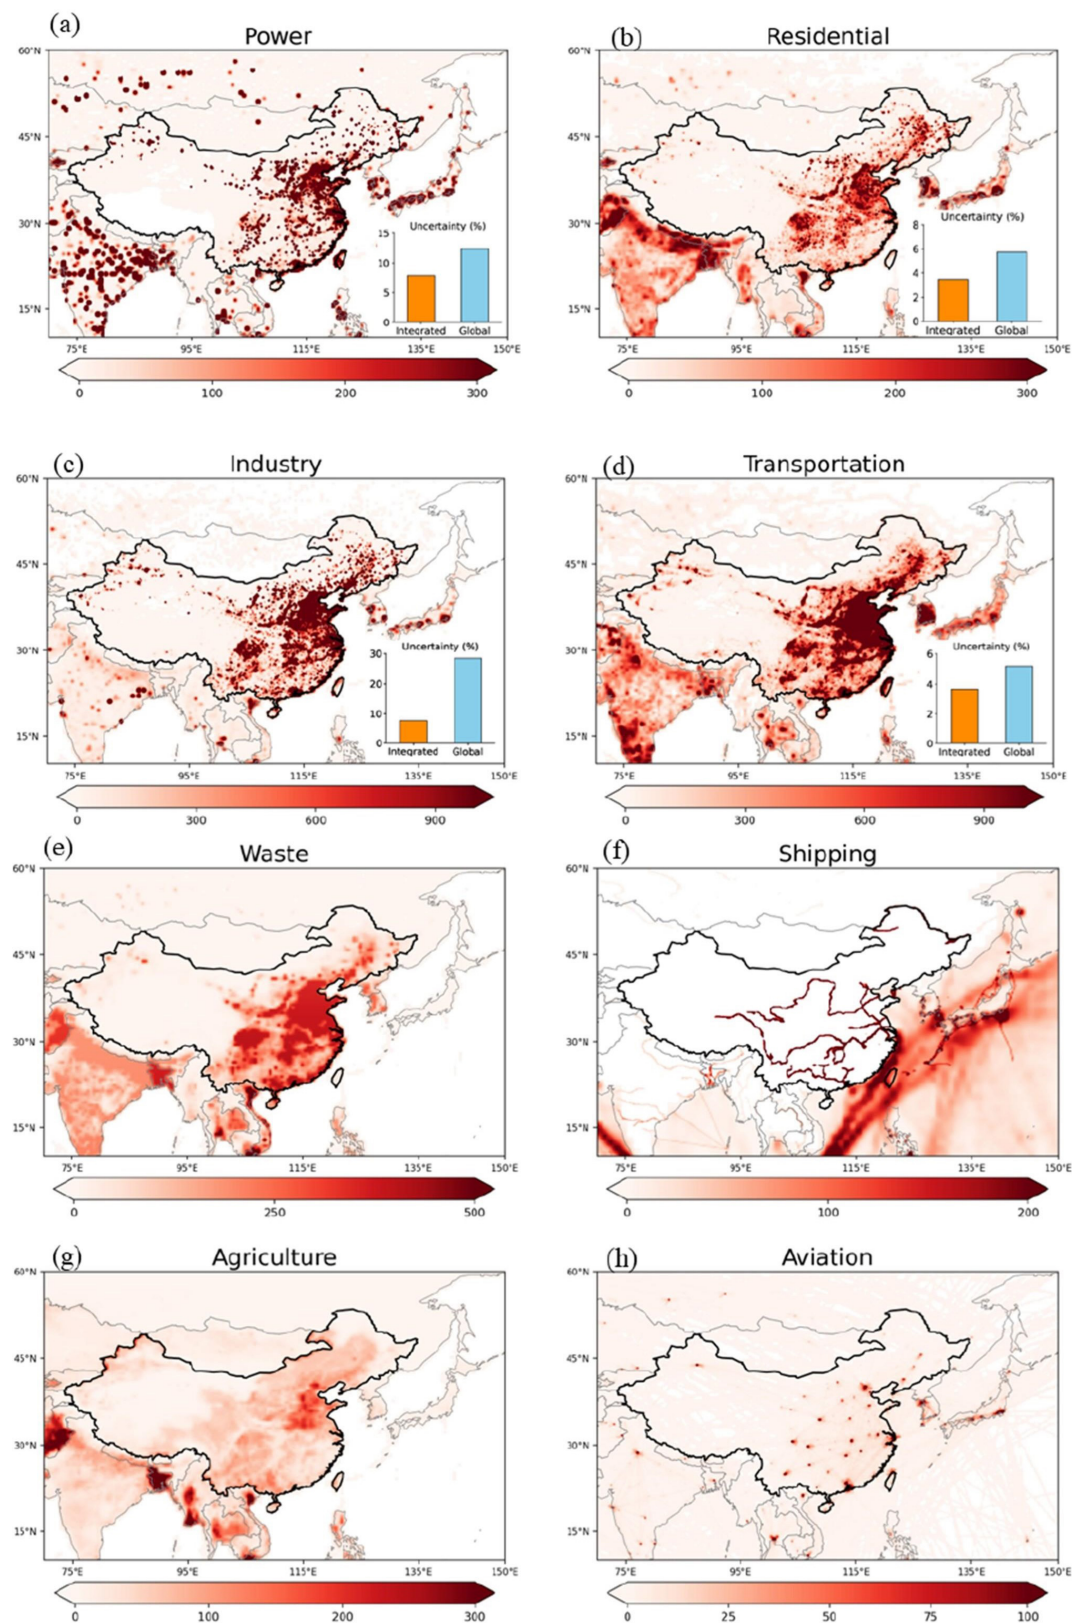 (a)
Power
60°N
45°N
30°N
15°N
Uncertainty (%)
15
10
5
0
Integrated Global
75°E 95°E 115°E 135°E 150°E
0 100 200 300
(b)
Residential
60°N
45°N
30°N
15°N
Uncertainty (%)
8
6
4
2
0
Integrated Global
75°E 95°E 115°E 135°E 150°E
0 100 200 300
(c)
Industry
60°N
45°N
30°N
15°N
Uncertainty (%)
30
20
10
0
Integrated Global
75°E 95°E 115°E 135°E 150°E
0 300 600 900
(d)
Transportation
60°N
45°N
30°N
15°N
Uncertainty (%)
6
4
2
0
Integrated Global
75°E 95°E 115°E 135°E 150°E
0 300 600 900
(e)
Waste
60°N
45°N
30°N
15°N
75°E 95°E 115°E 135°E 150°E
0 250 500
(f)
Shipping
60°N
45°N
30°N
15°N
75°E 95°E 115°E 135°E 150°E
0 100 200
(g)
Agriculture
60°N
45°N
30°N
15°N
75°E 95°E 115°E 135°E 150°E
0 100 200 300
(h)
Aviation
60°N
45°N
30°N
15°N
75°E 95°E 115°E 135°E 150°E
0 25 50 75 100